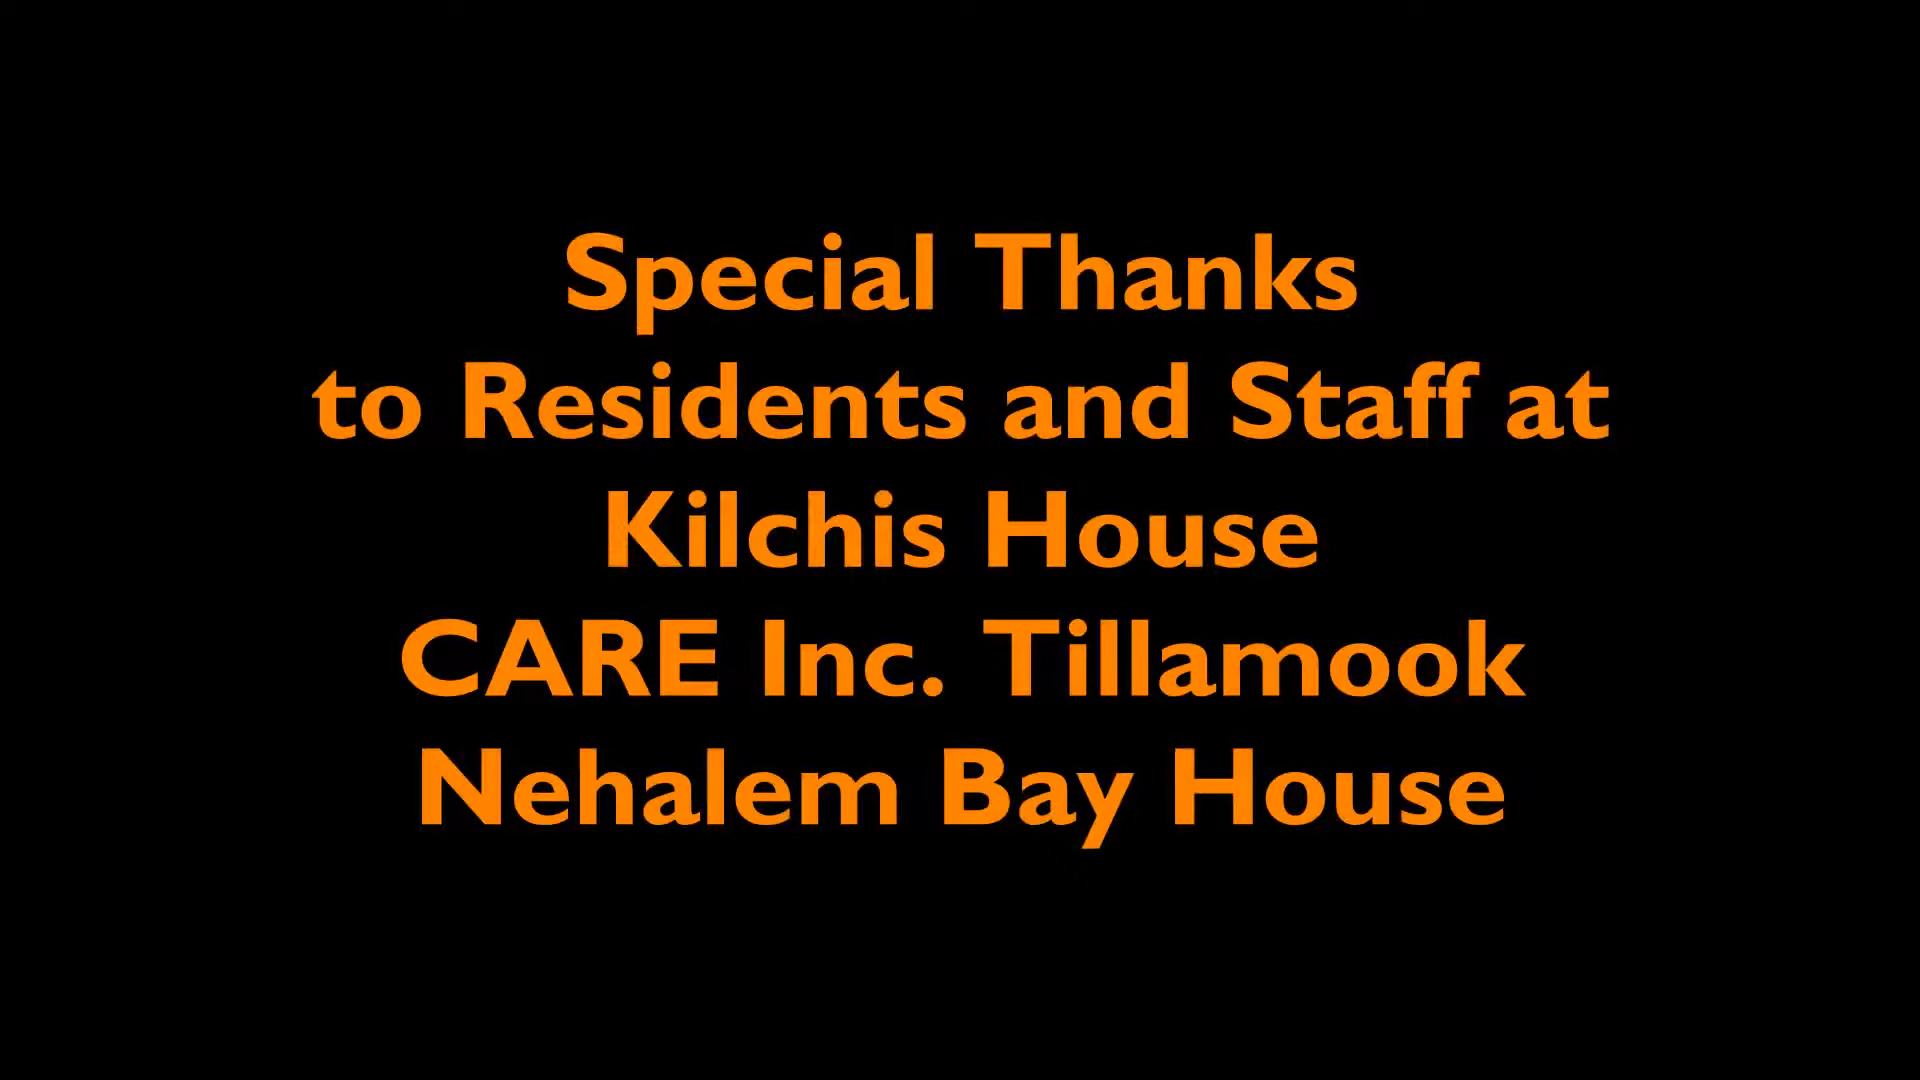 Special Thanks
to Residents and Staff at
Kilchis House
CARE Inc. Tillamook
Nehalem Bay House